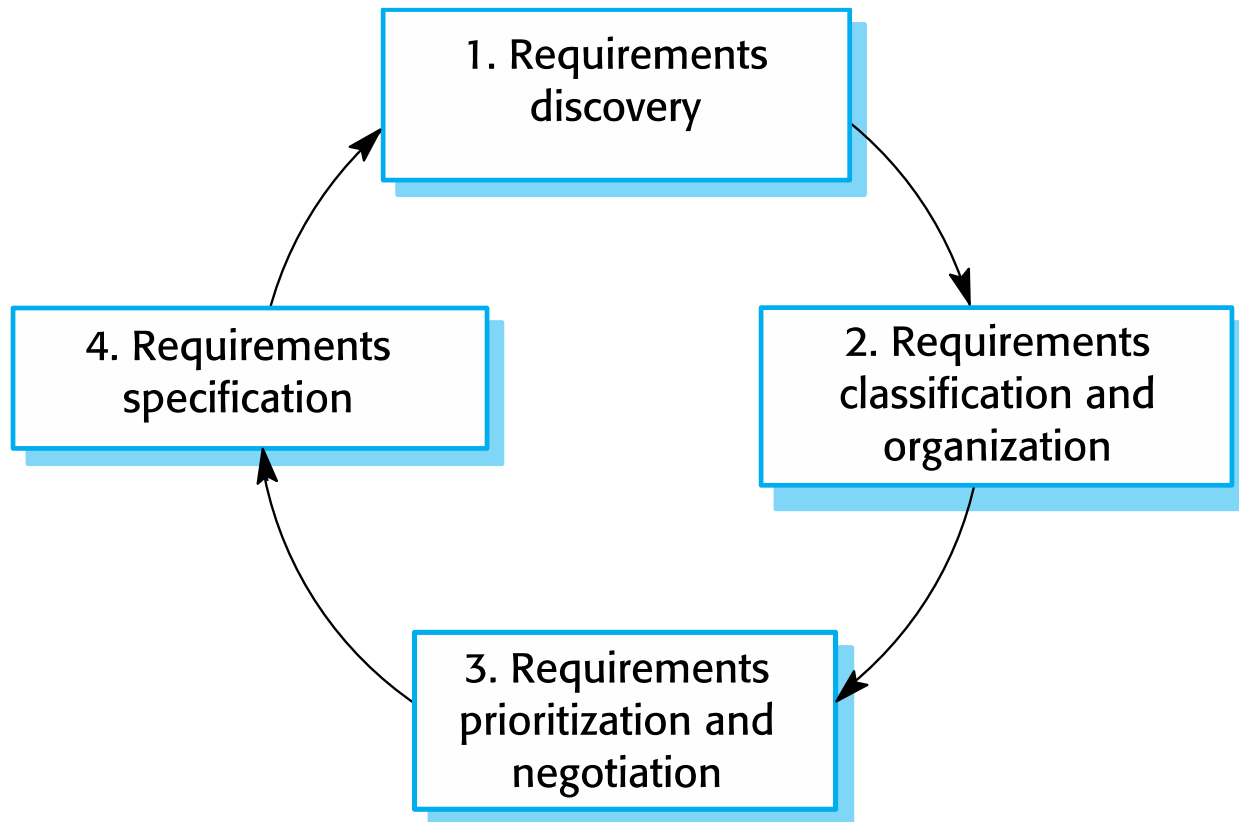 1. Requirements
discovery
2. Requirements
classification and
organization
3. Requirements
prioritization and
negotiation
4. Requirements
specification